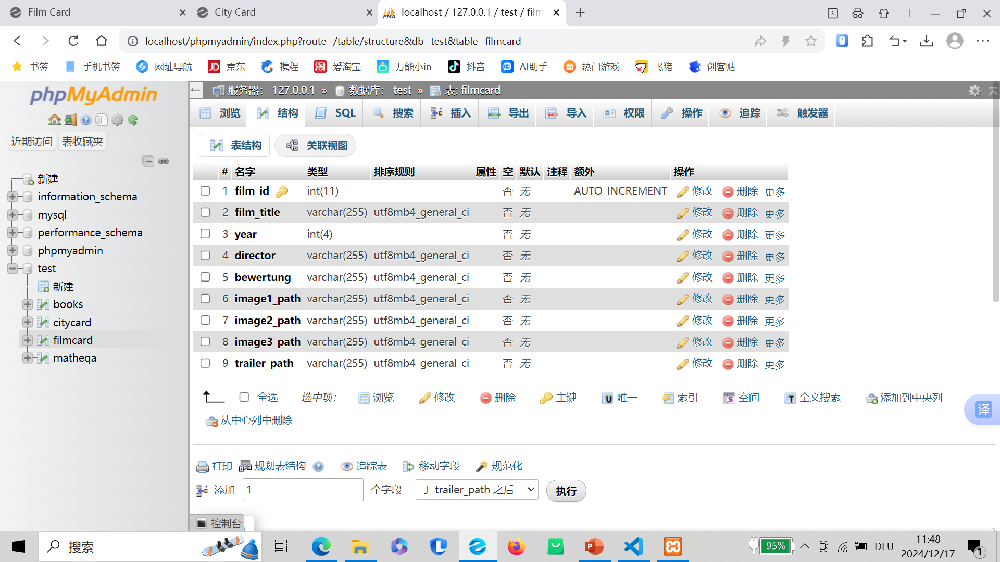 Film Card
City Card
localhost / 127.0.0.1 / test / film
3
localhost/phpmyadmin/index.php?route=/table/structure&db=test&table=filmcard
书签 手机书签 网址导航 京东 携程 爱淘宝 万能小in 抖音 AI助手 热门游戏 飞猪 创客贴
phpMyAdmin
近期访问 表收藏夹
新建
information_schema
mysql
performance_schema
phpmyadmin
test
新建
books
citycard
filmcard
matheqa
服务器: 127.0.0.1 » 数据库: test » 表: filmcard
浏览 结构 SQL 搜索 插入 导出 导入 权限 操作 追踪 触发器
表结构 关联视图
# 名字 类型 排序规则 属性 空 默认 注释 额外 操作
1 film_id int(11) 否 无 AUTO_INCREMENT 修改 删除 更多
2 film_title varchar(255) utf8mb4_general_ci 否 无 修改 删除 更多
3 year int(4) 否 无 修改 删除 更多
4 director varchar(255) utf8mb4_general_ci 否 无 修改 删除 更多
5 bewertung varchar(255) utf8mb4_general_ci 否 无 修改 删除 更多
6 image1_path varchar(255) utf8mb4_general_ci 否 无 修改 删除 更多
7 image2_path varchar(255) utf8mb4_general_ci 否 无 修改 删除 更多
8 image3_path varchar(255) utf8mb4_general_ci 否 无 修改 删除 更多
9 trailer_path varchar(255) utf8mb4_general_ci 否 无 修改 删除 更多
全选 选中项: 浏览 修改 删除 主键 唯一 索引 空间 全文搜索 添加到中央列
从中心列中删除
打印 规划表结构 追踪表 移动字段 规范化
添加 1 个字段 于 trailer_path 之后 执行
控制台
译
搜索
95%
DEU
11:48
2024/12/17
1